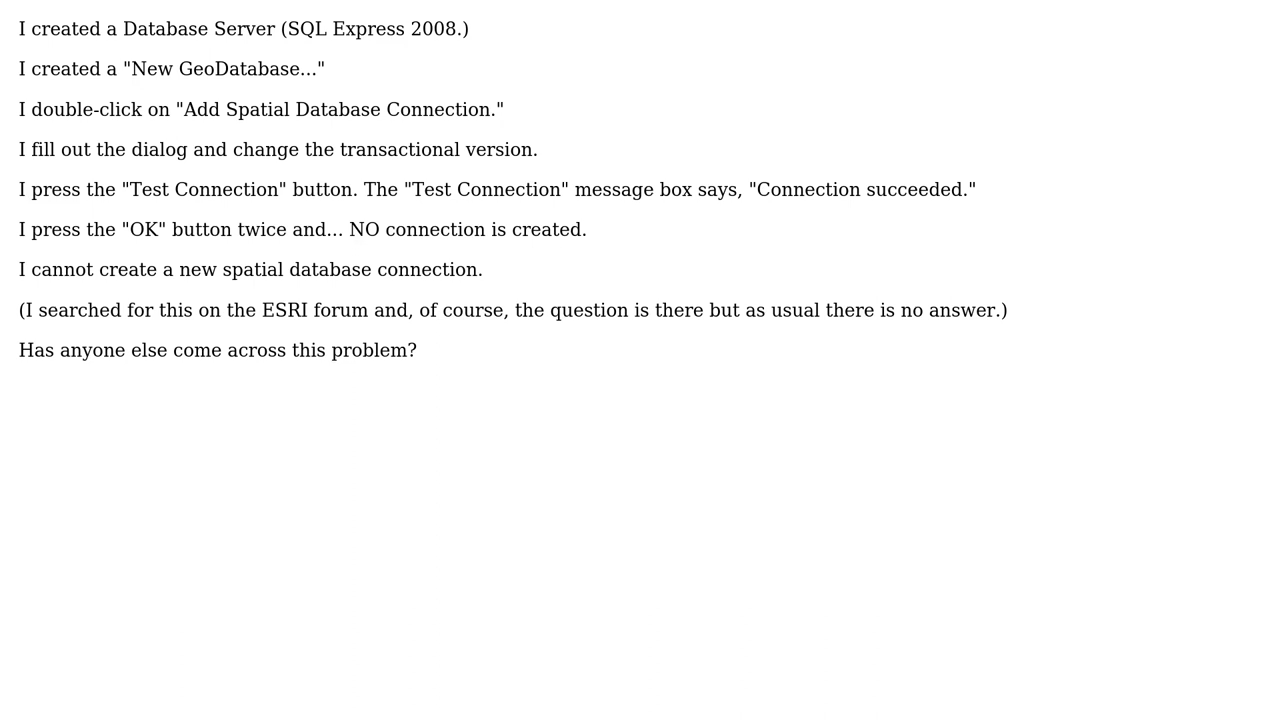 I created a Database Server (SQL Express 2008.)
I created a "New GeoDatabase..."
I double-click on "Add Spatial Database Connection."
I fill out the dialog and change the transactional version.
I press the "Test Connection" button. The "Test Connection" message box says, "Connection succeeded."
I press the "OK" button twice and... NO connection is created.
I cannot create a new spatial database connection.
(I searched for this on the ESRI forum and, of course, the question is there but as usual there is no answer.)
Has anyone else come across this problem?